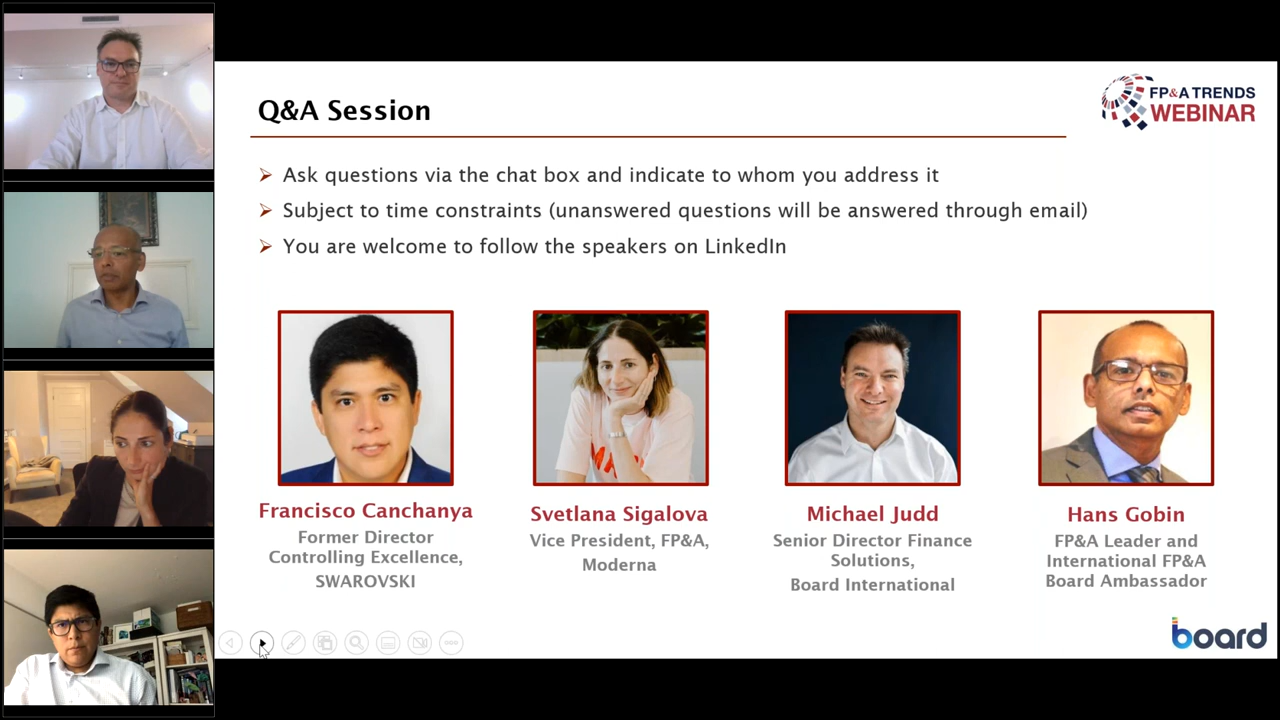 Q&A Session
FP&A TRENDS
WEBINAR
➢ Ask questions via the chat box and indicate to whom you address it
➢ Subject to time constraints (unanswered questions will be answered through email)
➢ You are welcome to follow the speakers on LinkedIn
Francisco Canchanya
Former Director
Controlling Excellence,
SWAROVSKI
Svetlana Sigalova
Vice President, FP&A,
Moderna
Michael Judd
Senior Director Finance
Solutions,
Board International
Hans Gobin
FP&A Leader and
International FP&A
Board Ambassador
board